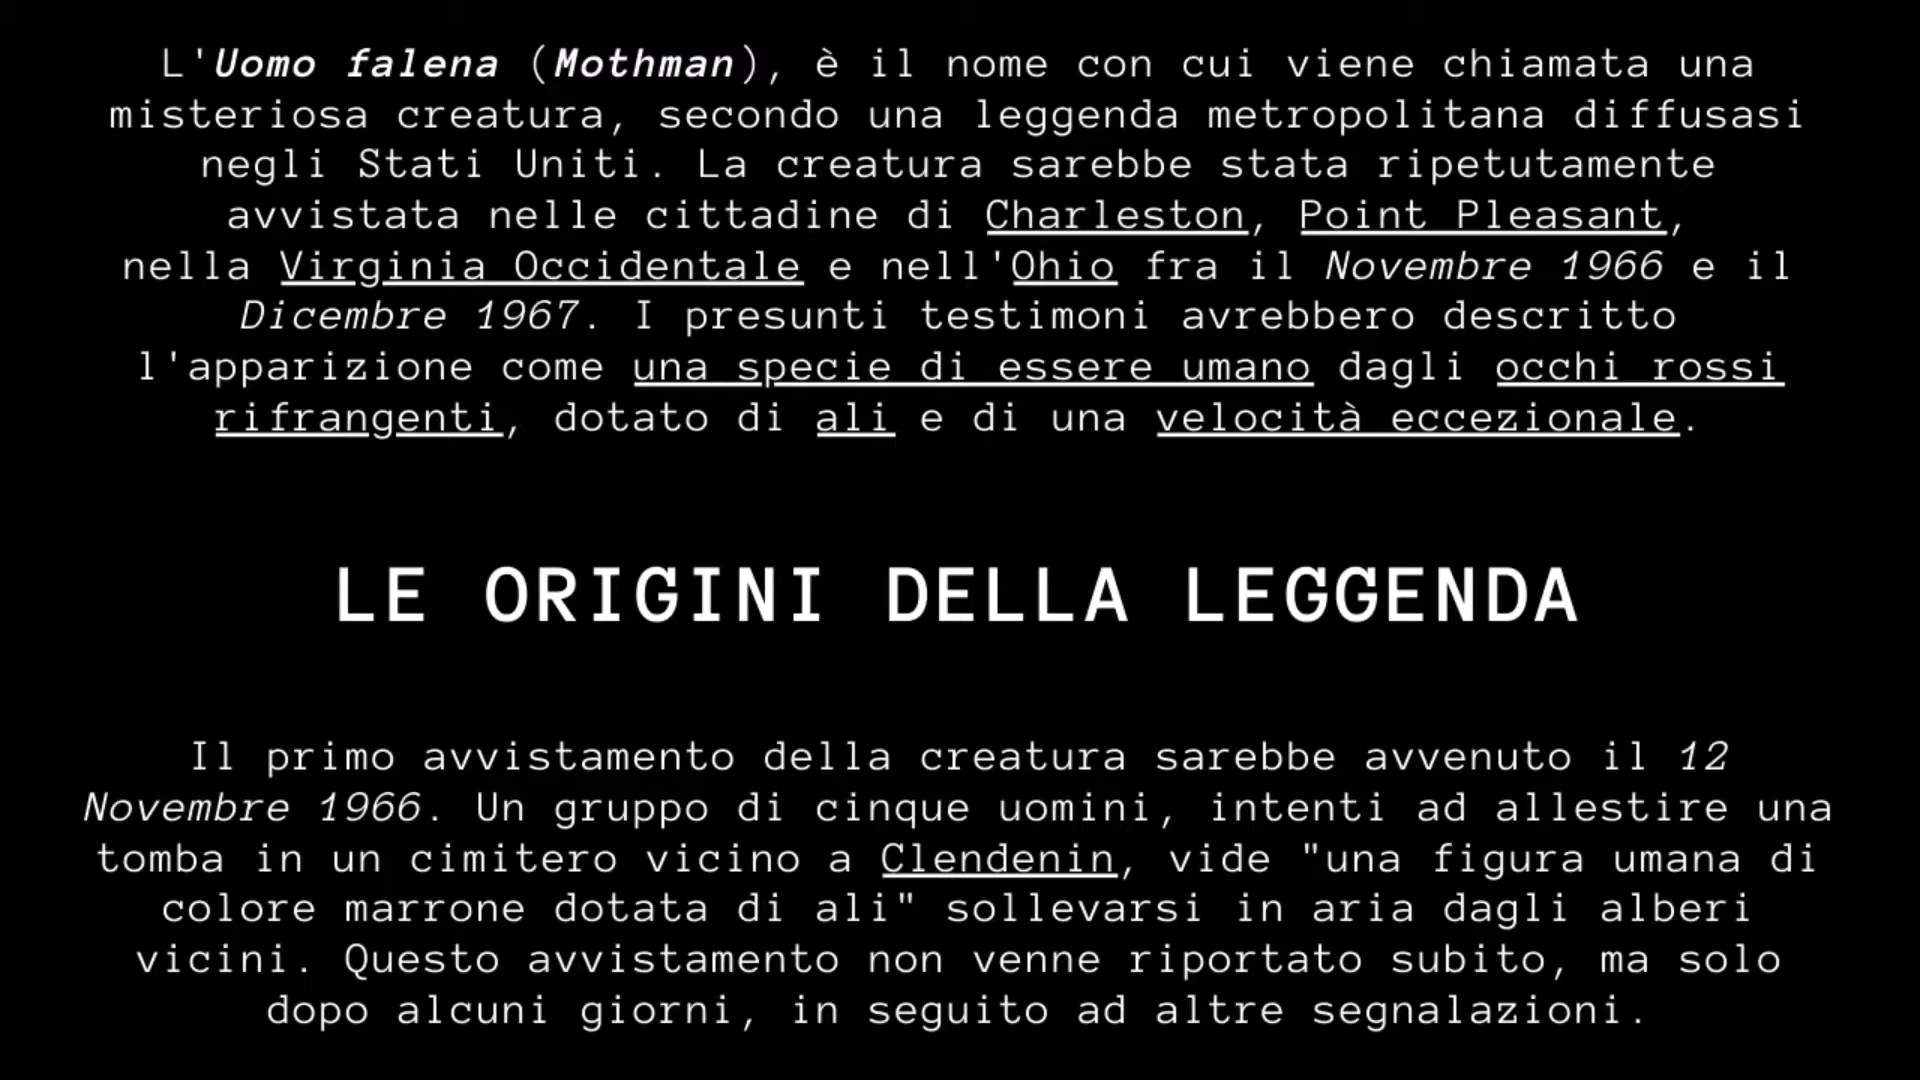 L'Uomo falena (Mothman), è il nome con cui viene chiamata una
misteriosa creatura, secondo una leggenda metropolitana diffusasi
negli Stati Uniti. La creatura sarebbe stata ripetutamente
avvistata nelle cittadine di Charleston, Point Pleasant,
nella Virginia Occidentale e nell'Ohio fra il Novembre 1966 e il
Dicembre 1967. I presunti testimoni avrebbero descritto
l'apparizione come una specie di essere umano dagli occhi rossi
rifrangenti, dotato di ali e di una velocità eccezionale.
LE ORIGINI DELLA LEGGENDA
Il primo avvistamento della creatura sarebbe avvenuto il 12
Novembre 1966. Un gruppo di cinque uomini, intenti ad allestire una
tomba in un cimitero vicino a Clendenin, vide "una figura umana di
colore marrone dotata di ali" sollevarsi in aria dagli alberi
vicini. Questo avvistamento non venne riportato subito, ma solo
dopo alcuni giorni, in seguito ad altre segnalazioni.